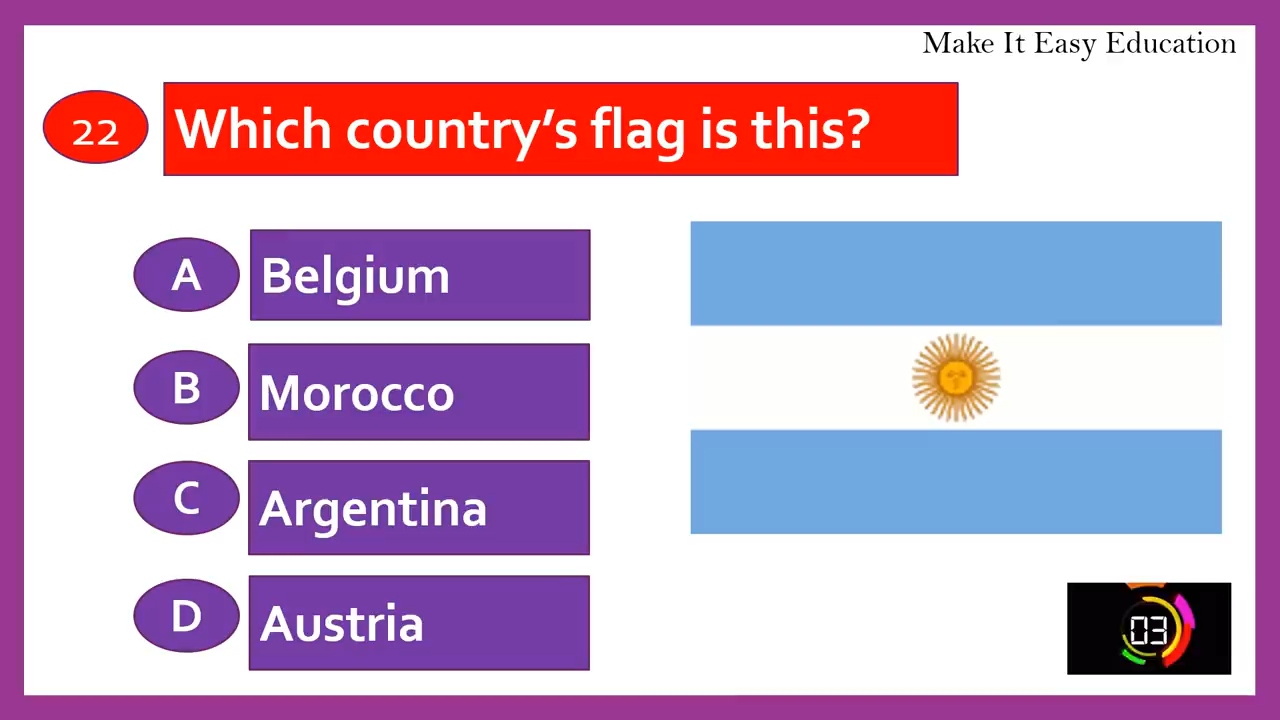 Make It Easy Education
22 Which country’s flag is this?
A Belgium
B Morocco
C Argentina
D Austria
03